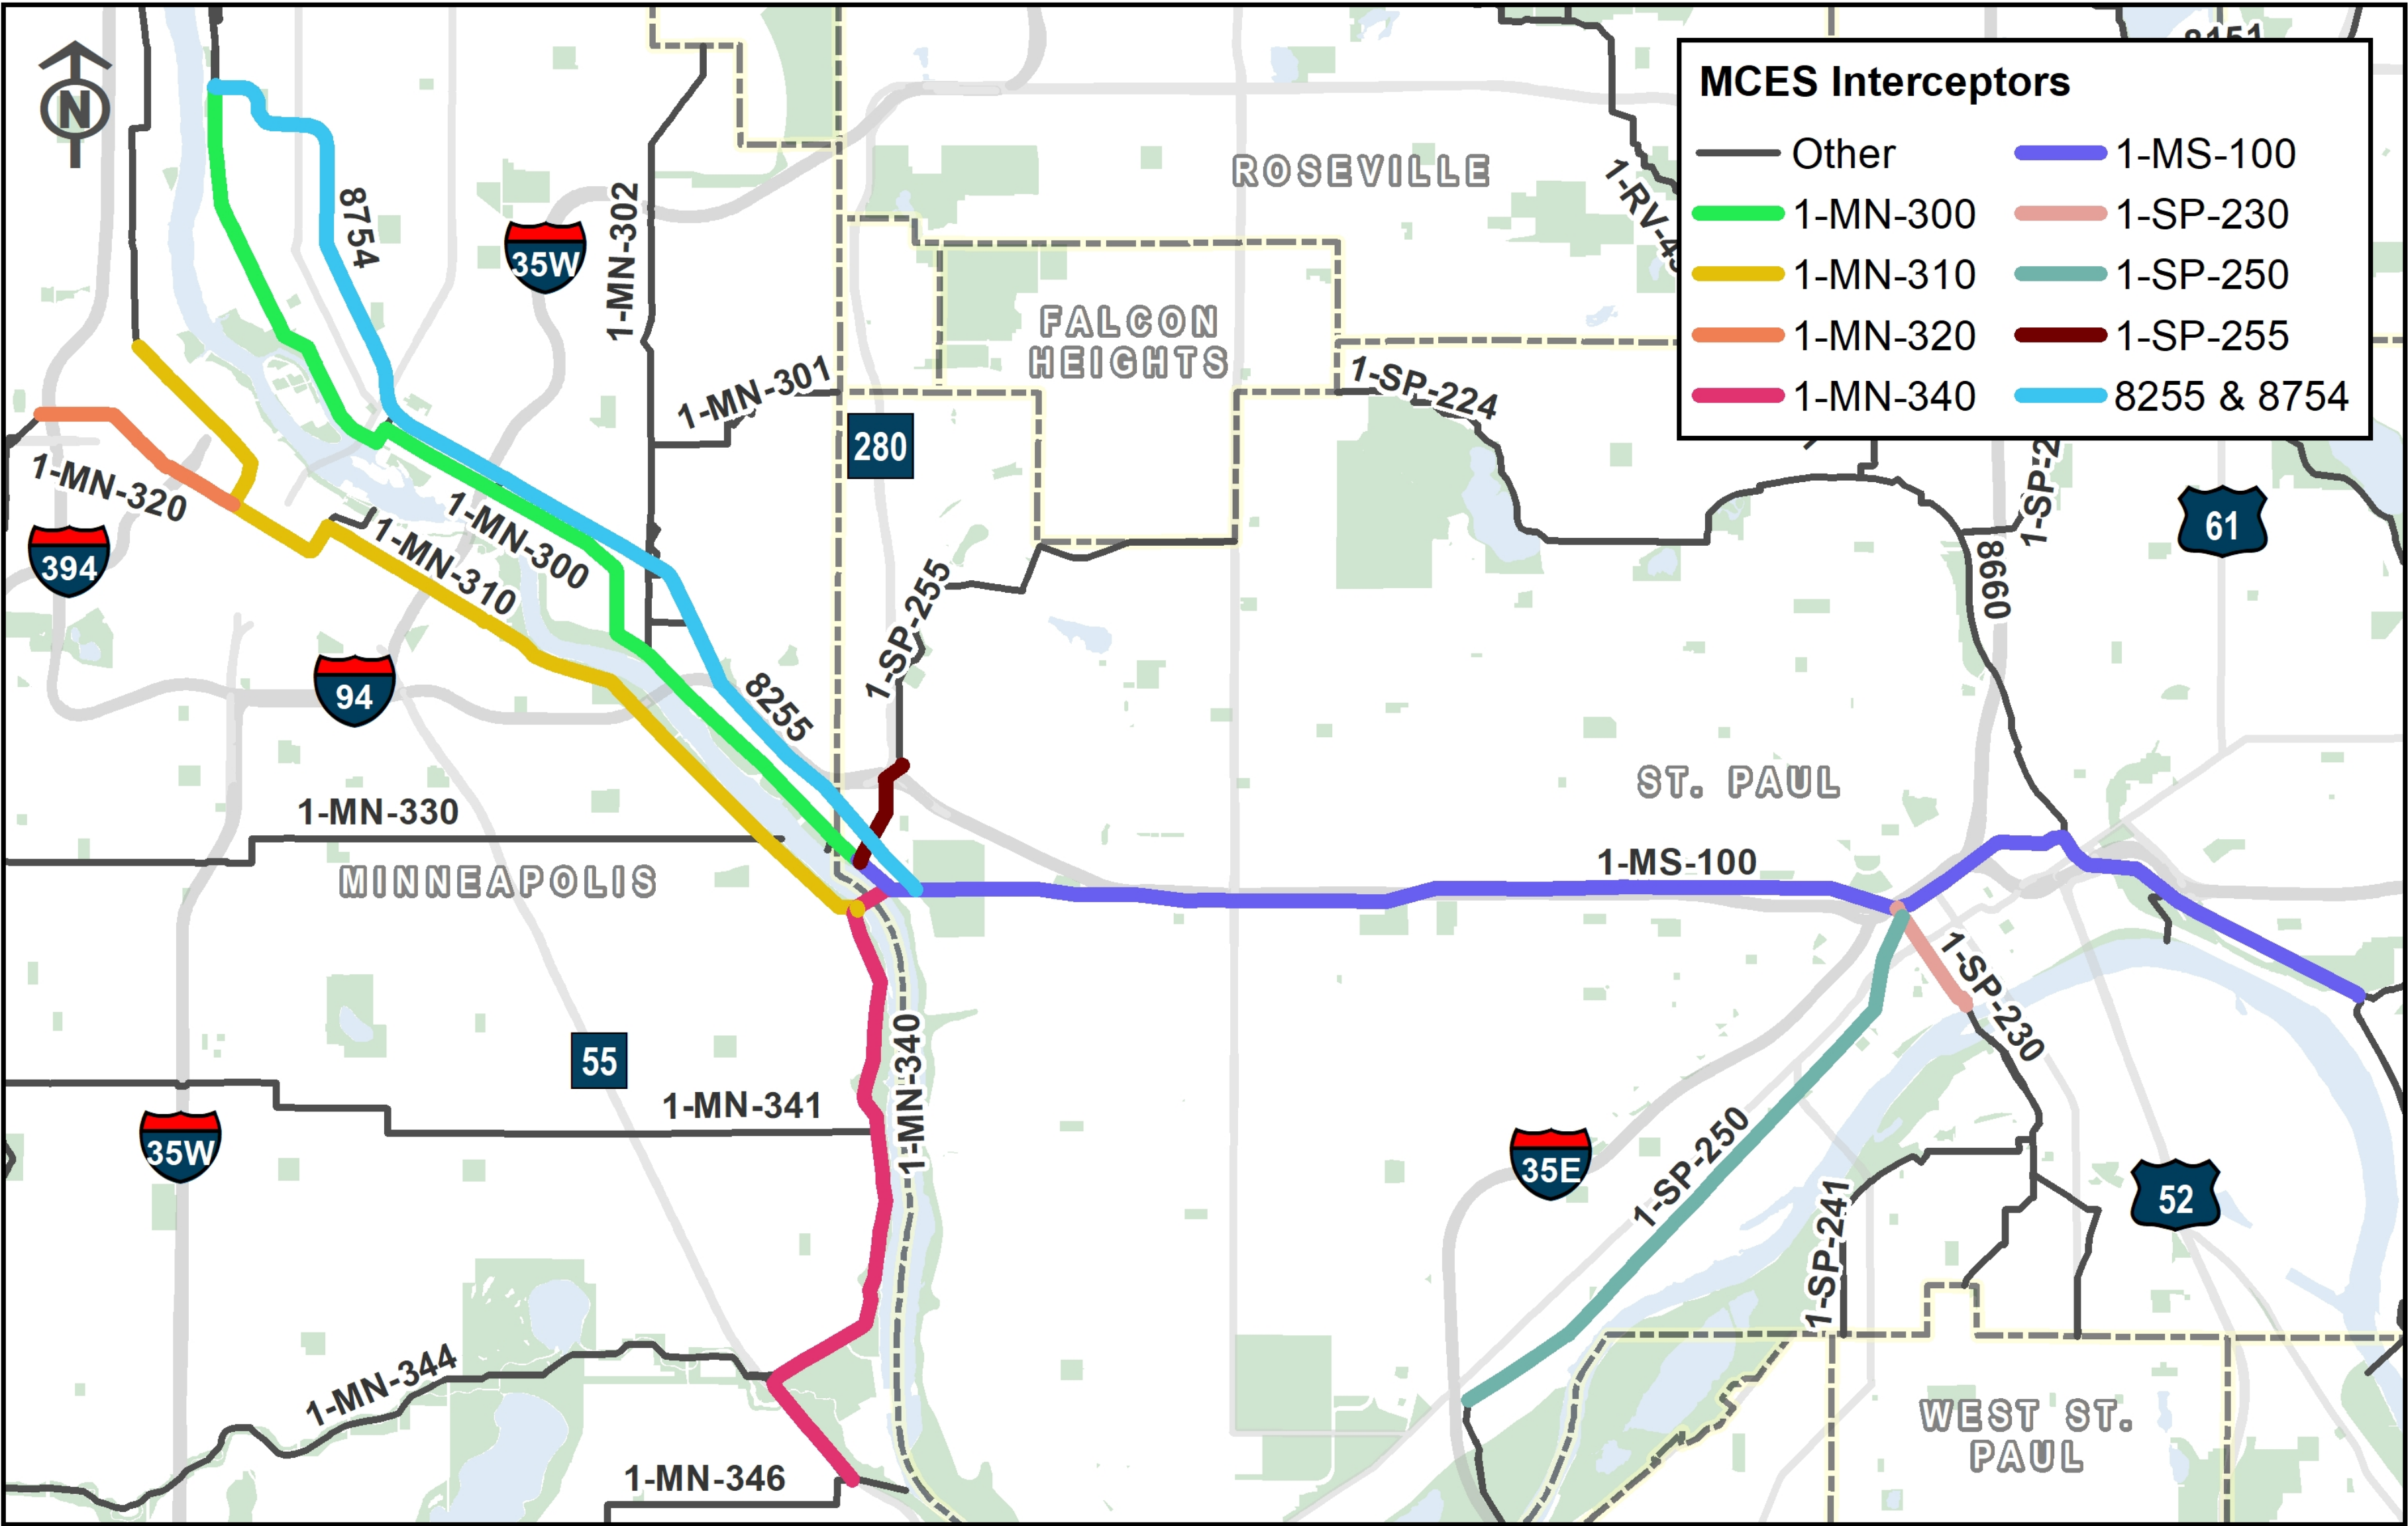 8151
N
MCES Interceptors
Other
1-MS-100
1-MN-300
1-SP-230
1-MN-310
1-SP-250
1-MN-320
1-SP-255
1-MN-340
8255 & 8754
ROSEVILLE
8754
35W
1-MN-302
FALCON
HEIGHTS
1-MN-301
1-SP-224
280
1-MN-320
1-MN-300
1-MN-310
394
61
8660
1-SP-255
94
8255
ST. PAUL
1-MN-330
MINNEAPOLIS
1-MS-100
1-SP-230
55
1-MN-340
1-MN-341
35W
35E
1-SP-250
52
1-SP-241
1-MN-344
WEST ST.
PAUL
1-MN-346